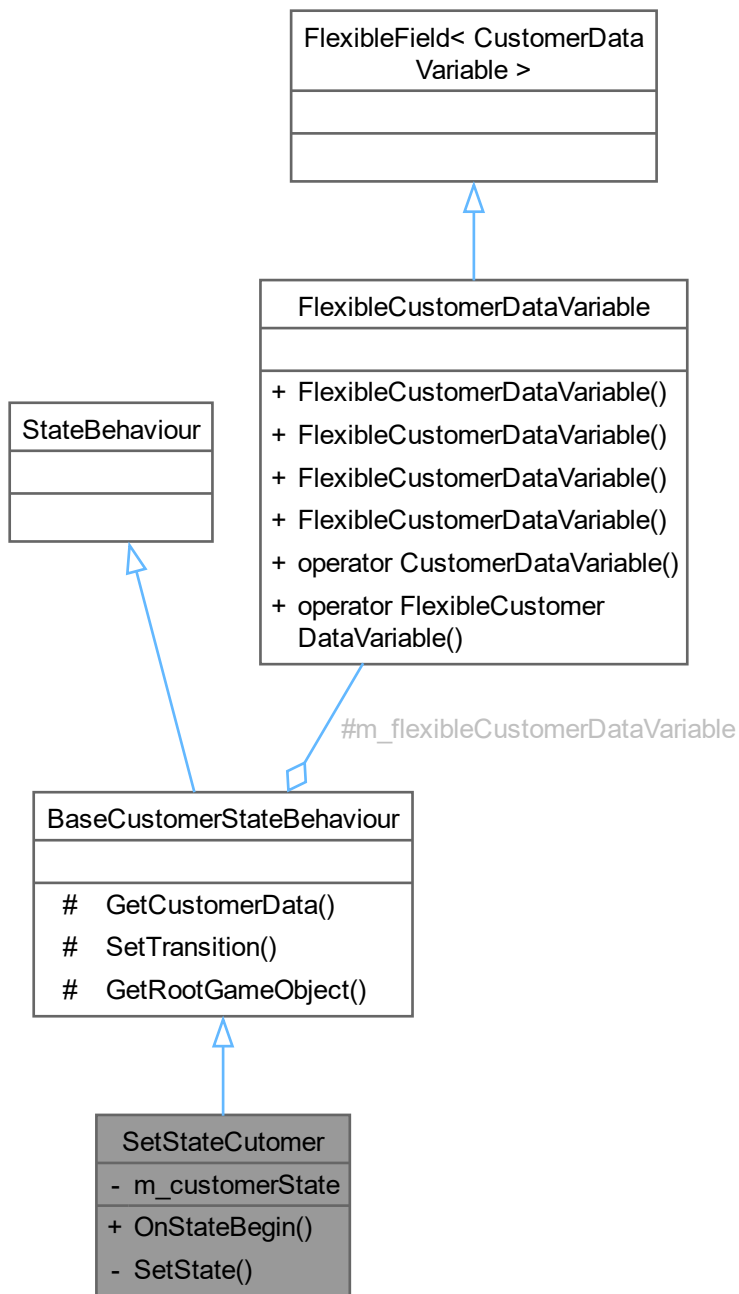 FlexibleField< CustomerData
Variable >
FlexibleCustomerDataVariable
+ FlexibleCustomerDataVariable()
+ FlexibleCustomerDataVariable()
+ FlexibleCustomerDataVariable()
+ FlexibleCustomerDataVariable()
+ operator CustomerDataVariable()
+ operator FlexibleCustomer
DataVariable()
StateBehaviour
#m_flexibleCustomerDataVariable
BaseCustomerStateBehaviour
# GetCustomerData()
# SetTransition()
# GetRootGameObject()
SetStateCutomer
- m_customerState
+ OnStateBegin()
- SetState()